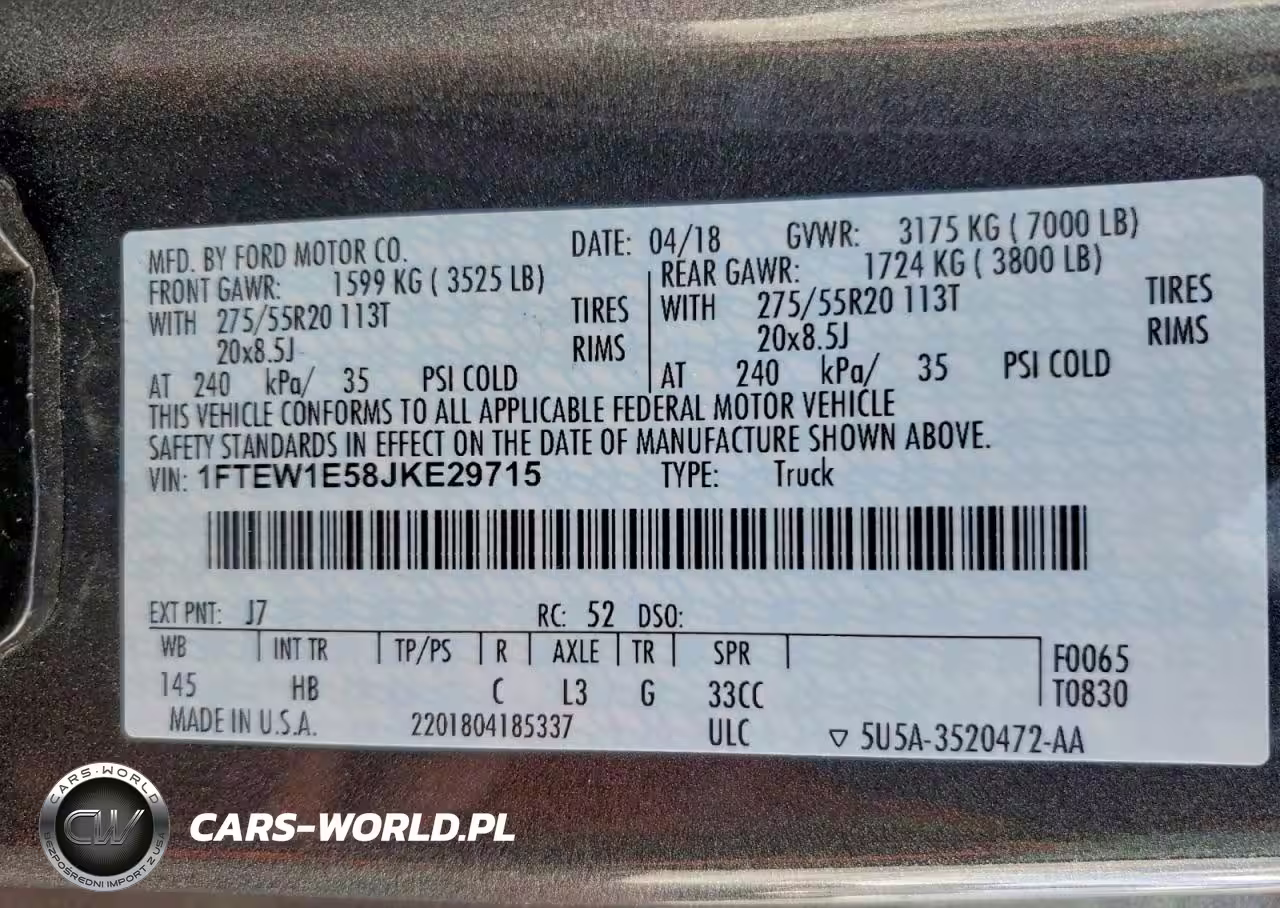 MFD. BY FORD MOTOR CO. DATE: 04/18 GVWR: 3175 KG ( 7000 LB)
FRONT GAWR: 1599 KG ( 3525 LB) REAR GAWR: 1724 KG ( 3800 LB)
WITH 275/55R20 113T TIRES WITH 275/55R20 113T TIRES
20x8.5J RIMS 20x8.5J RIMS
AT 240 kPa/ 35 PSI COLD AT 240 kPa/ 35 PSI COLD
THIS VEHICLE CONFORMS TO ALL APPLICABLE FEDERAL MOTOR VEHICLE
SAFETY STANDARDS IN EFFECT ON THE DATE OF MANUFACTURE SHOWN ABOVE.
VIN: 1FTEW1E58JKE29715 TYPE: Truck
EXT PNT: J7 RC: 52 DSO:
WB INT TR TP/PS R AXLE TR SPR F0065
145 HB C L3 G 33CC T0830
MADE IN U.S.A. 2201804185337 ULC ▽ 5U5A-3520472-AA
CARS-WORLD
CW
BEZPOŚREDNI IMPORT Z USA
CARS-WORLD.PL